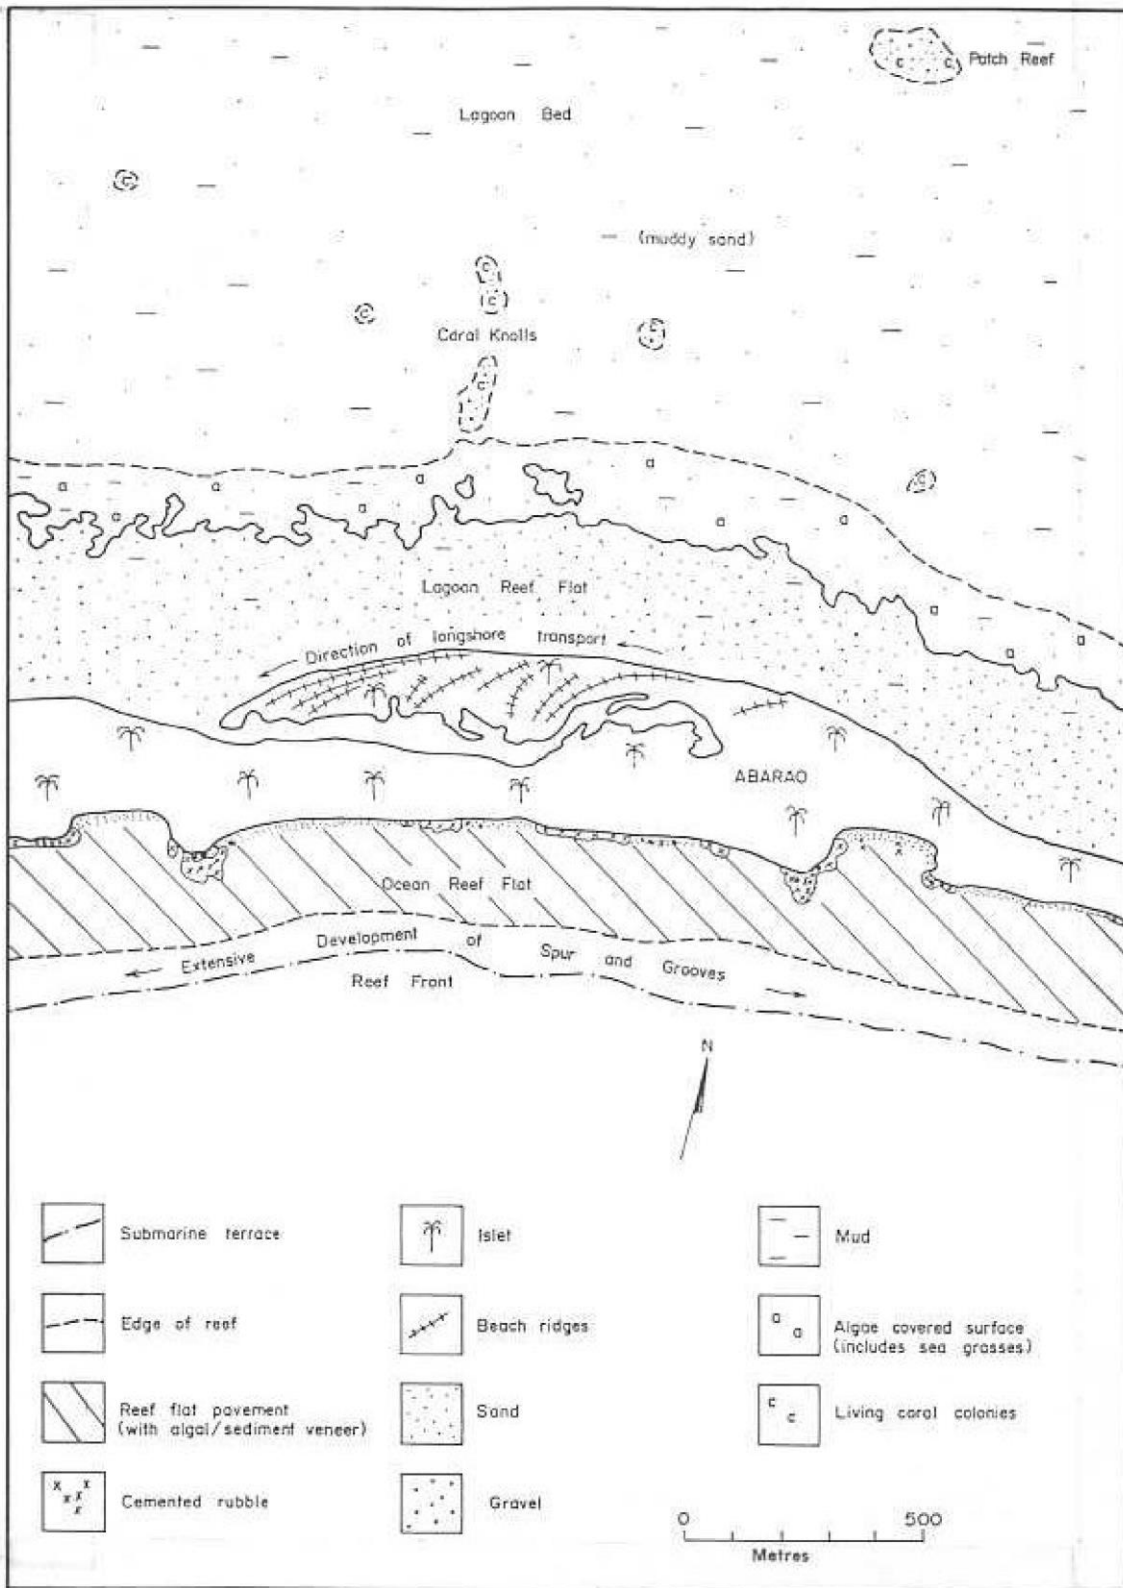 Patch Reef
Lagoon Bed
(muddy sand)
Coral Knolls
Lagoon Reef Flat
Direction of longshore transport
ABARAO
Ocean Reef Flat
Extensive Development of Spur and Grooves
Reef Front
N
Submarine terrace
Islet
Mud
Edge of reef
Beach ridges
Algae covered surface
(includes sea grasses)
Reef flat pavement
(with algal/sediment veneer)
Sand
Living coral colonies
Cemented rubble
Gravel
0 500
Metres